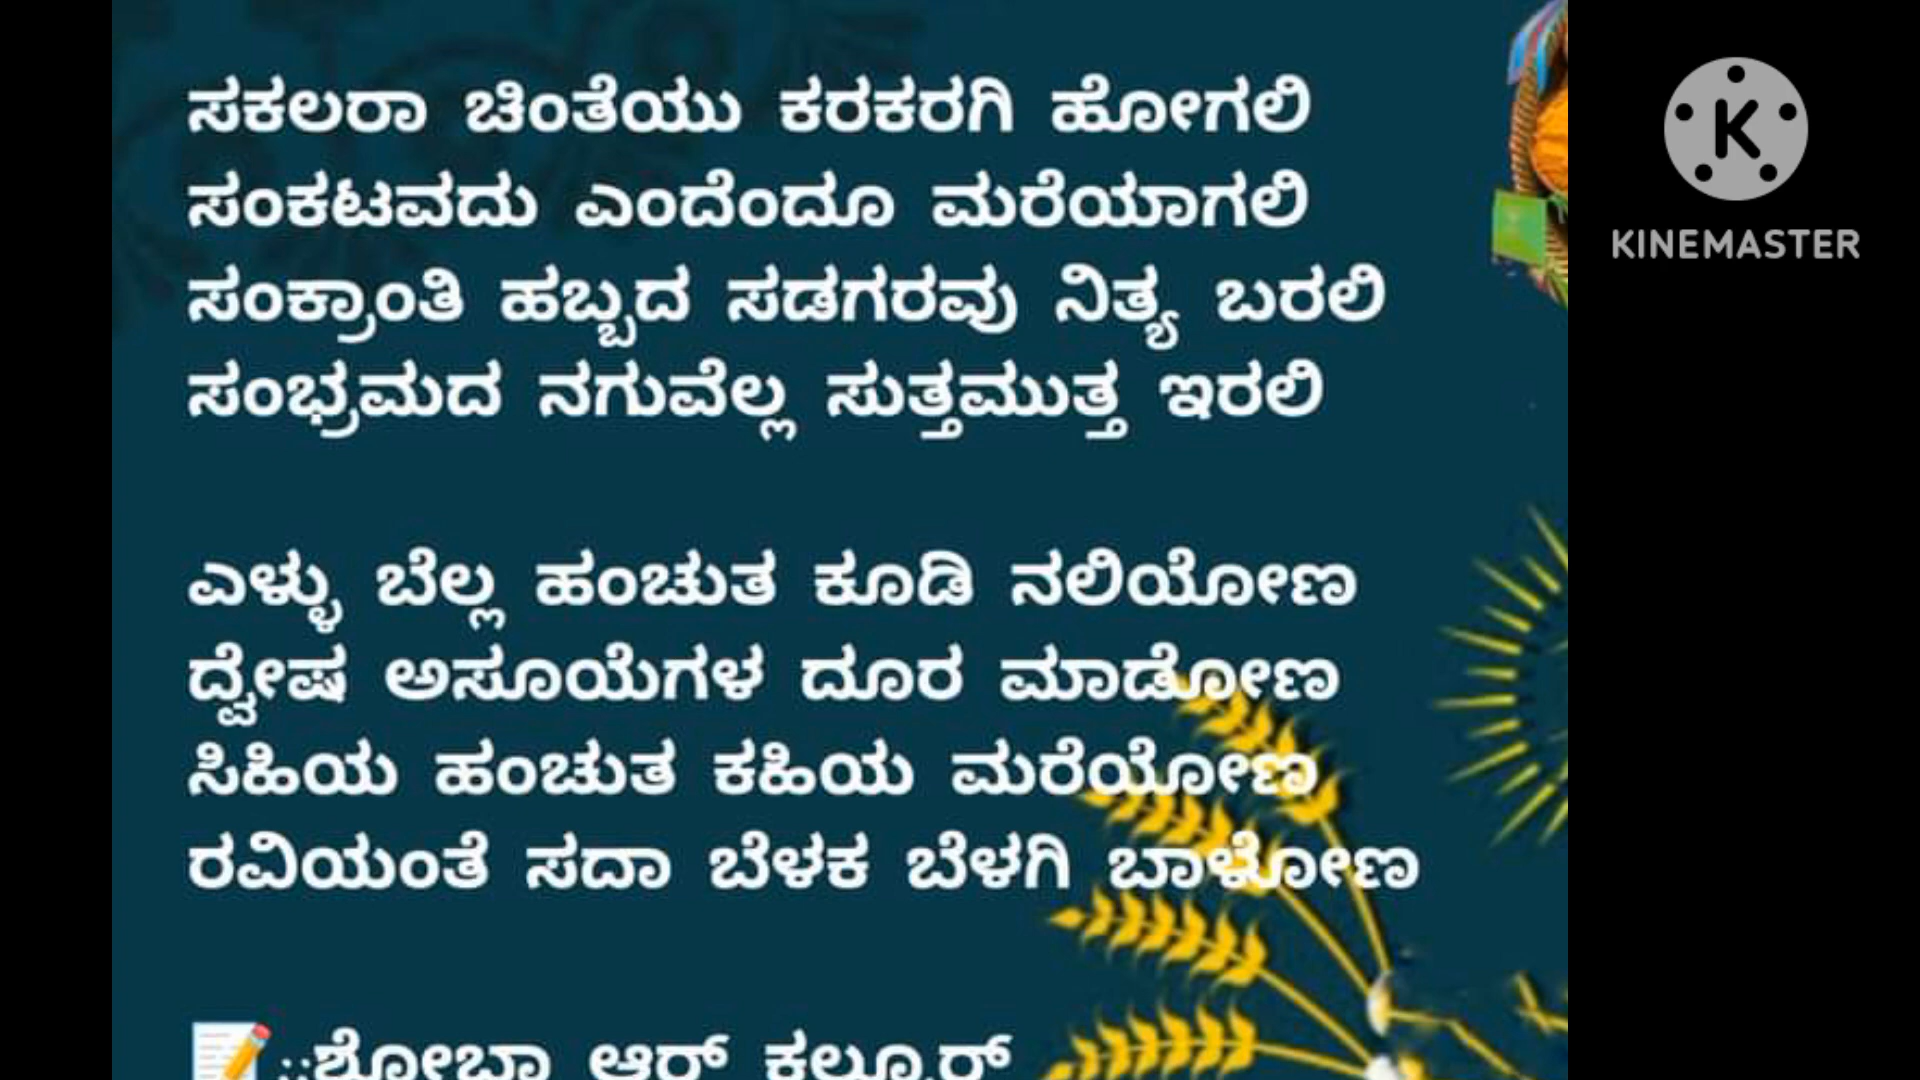 ಸಕಲರಾ ಚಿಂತೆಯು ಕರಕರಗಿ ಹೋಗಲಿ
ಸಂಕಟವದು ಎಂದೆಂದೂ ಮರೆಯಾಗಲಿ
ಸಂಕ್ರಾಂತಿ ಹಬ್ಬದ ಸಡಗರವು ನಿತ್ಯ ಬರಲಿ
ಸಂಭ್ರಮದ ನಗುವೆಲ್ಲ ಸುತ್ತಮುತ್ತ ಇರಲಿ
ಎಳ್ಳು ಬೆಲ್ಲ ಹಂಚುತ ಕೂಡಿ ನಲಿಯೋಣ
ದ್ವೇಷ ಅಸೂಯೆಗಳ ದೂರ ಮಾಡೋಣ
ಸಿಹಿಯ ಹಂಚುತ ಕಹಿಯ ಮರೆಯೋಣ
ರವಿಯಂತೆ ಸದಾ ಬೆಳಕ ಬೆಳಗಿ ಬಾಳೋಣ
ಆರ್
K
KINEMASTER